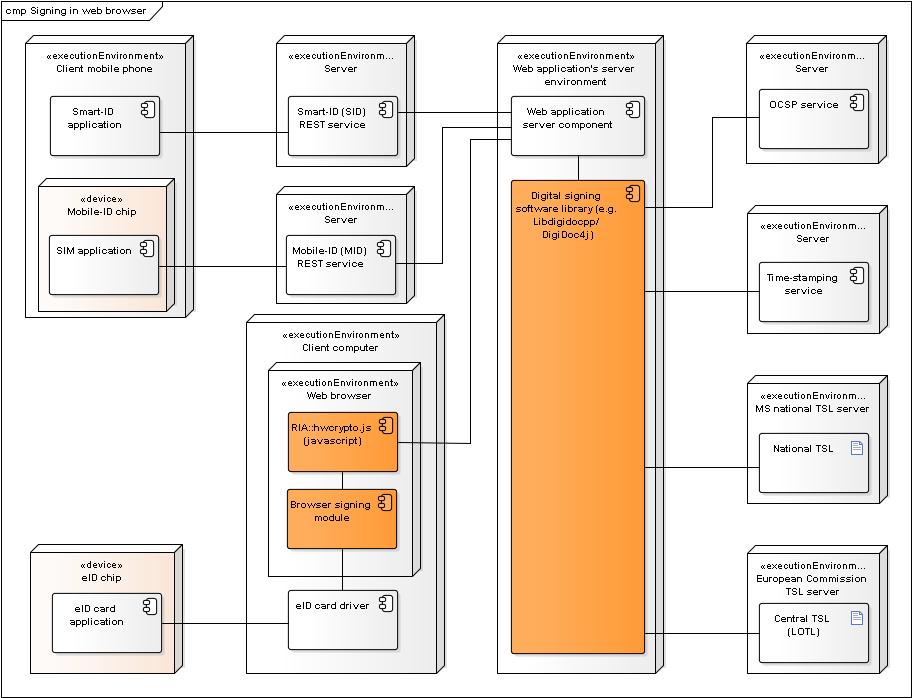 cmp Signing in web browser
«executionEnvironment»
Client mobile phone
Smart-ID
application
«device»
Mobile-ID chip
SIM application
«executionEnvironm...
Server
Smart-ID (SID)
REST service
«executionEnvironm...
Server
Mobile-ID (MID)
REST service
«executionEnvironment»
Client computer
«executionEnvironment»
Web browser
RIA::hwcrypto.js
(javascript)
Browser signing
module
eID card driver
«device»
eID chip
eID card
application
«executionEnvironment»
Web application's server
environment
Web application
server component
Digital signing
software library (e.g.
Libdigidocpp/
DigiDoc4j)
«executionEnvironm...
Server
OCSP service
«executionEnvironm...
Server
Time-stamping
service
«executionEnvironm...
MS national TSL server
National TSL
«executionEnvironm...
European Commission
TSL server
Central TSL
(LOTL)